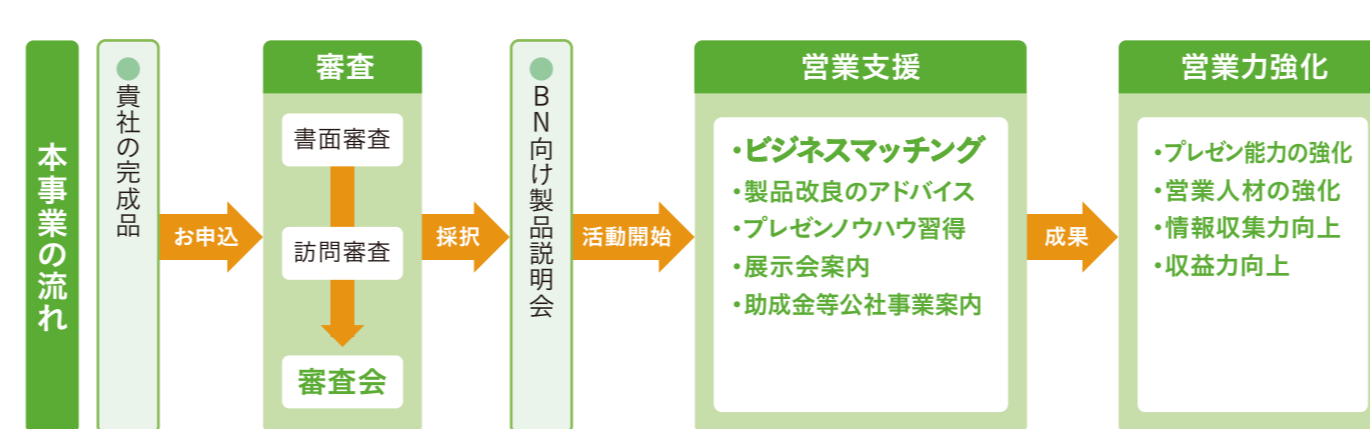 本事業の流れ
●貴社の完成品
お申込
審査
書面審査
訪問審査
審査会
採択
●BN向け製品説明会
活動開始
営業支援
・ビジネスマッチング
・製品改良のアドバイス
・プレゼンノウハウ習得
・展示会案内
・助成金等公社事業案内
成果
営業力強化
・プレゼン能力の強化
・営業人材の強化
・情報収集力向上
・収益力向上